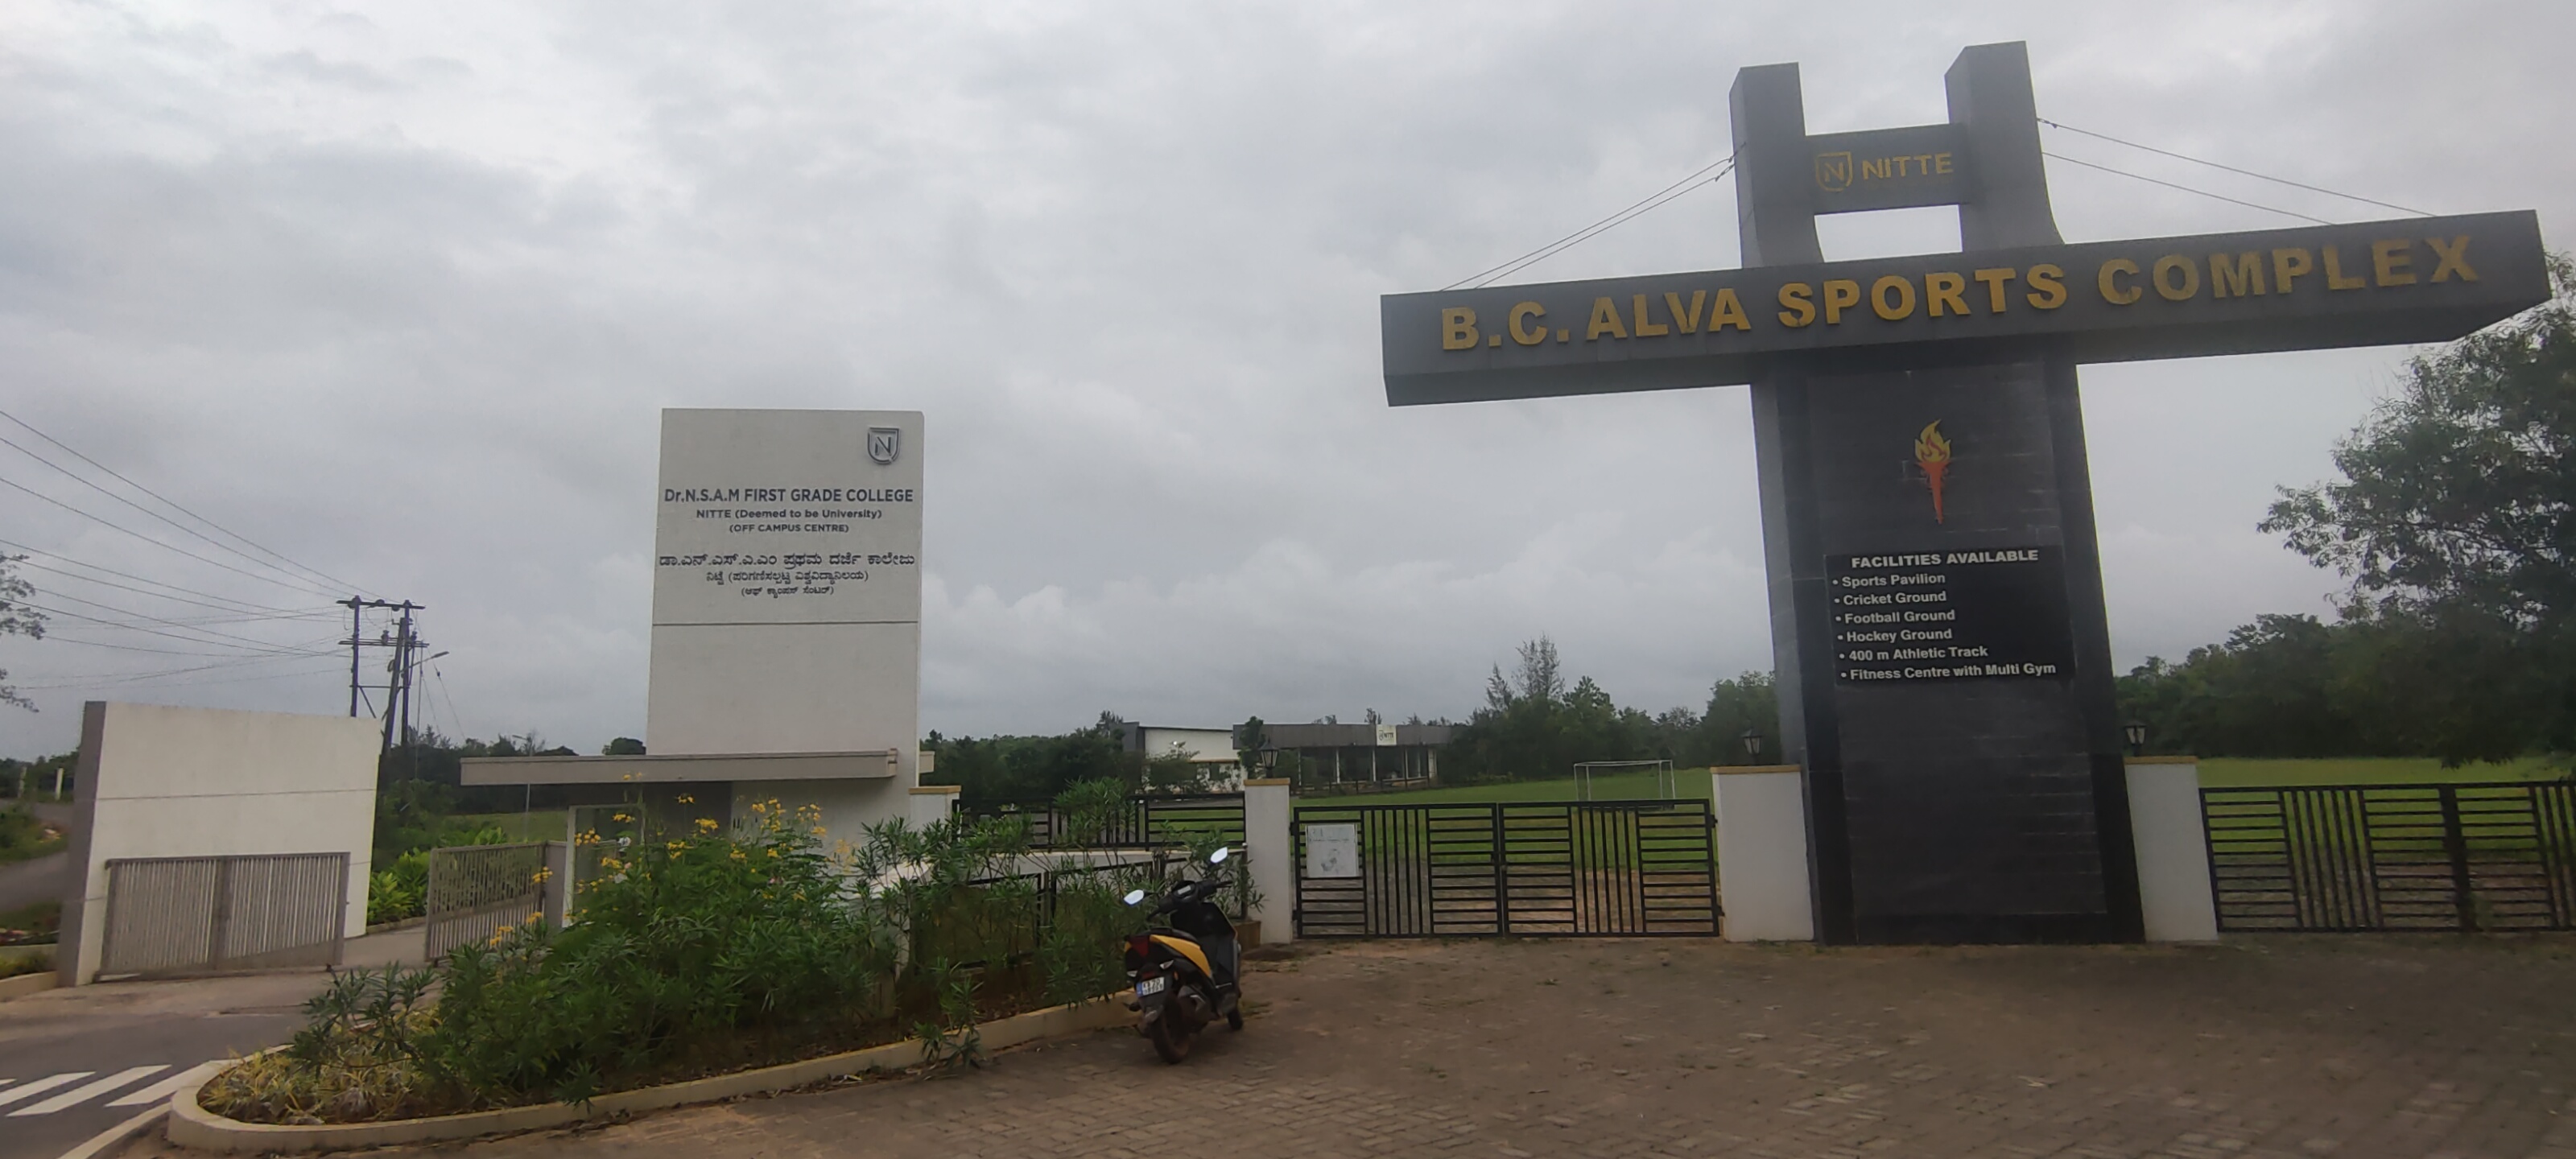 Dr.N.S.A.M FIRST GRADE COLLEGE
NITTE (Deemed to be University)
(OFF CAMPUS CENTRE)
ಡಾ.ಎನ್.ಎಸ್.ಎ.ಎಂ ಪ್ರಥಮ ದರ್ಜೆ ಕಾಲೇಜು
ನಿಟ್ಟೆ (ಪರಿಗಣಿಸಲ್ಪಟ್ಟ ವಿಶ್ವವಿದ್ಯಾನಿಲಯ)
(ಆಫ್ ಕ್ಯಾಂಪಸ್ ಸೆಂಟರ್)
NITTE
B.C. ALVA SPORTS COMPLEX
FACILITIES AVAILABLE
• Sports Pavilion
• Cricket Ground
• Football Ground
• Hockey Ground
• 400 m Athletic Track
• Fitness Centre with Multi Gym